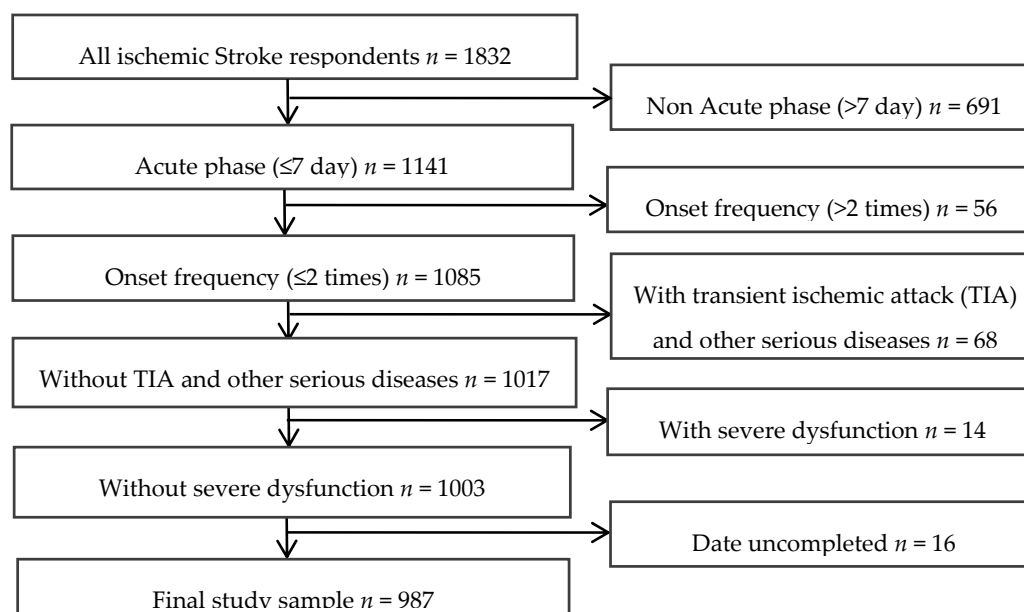 All ischemic Stroke respondents n = 1832
Non Acute phase (>7 day) n = 691
Acute phase (≤7 day) n = 1141
Onset frequency (>2 times) n = 56
Onset frequency (≤2 times) n = 1085
With transient ischemic attack (TIA)
and other serious diseases n = 68
Without TIA and other serious diseases n = 1017
With severe dysfunction n = 14
Without severe dysfunction n = 1003
Date uncompleted n = 16
Final study sample n = 987